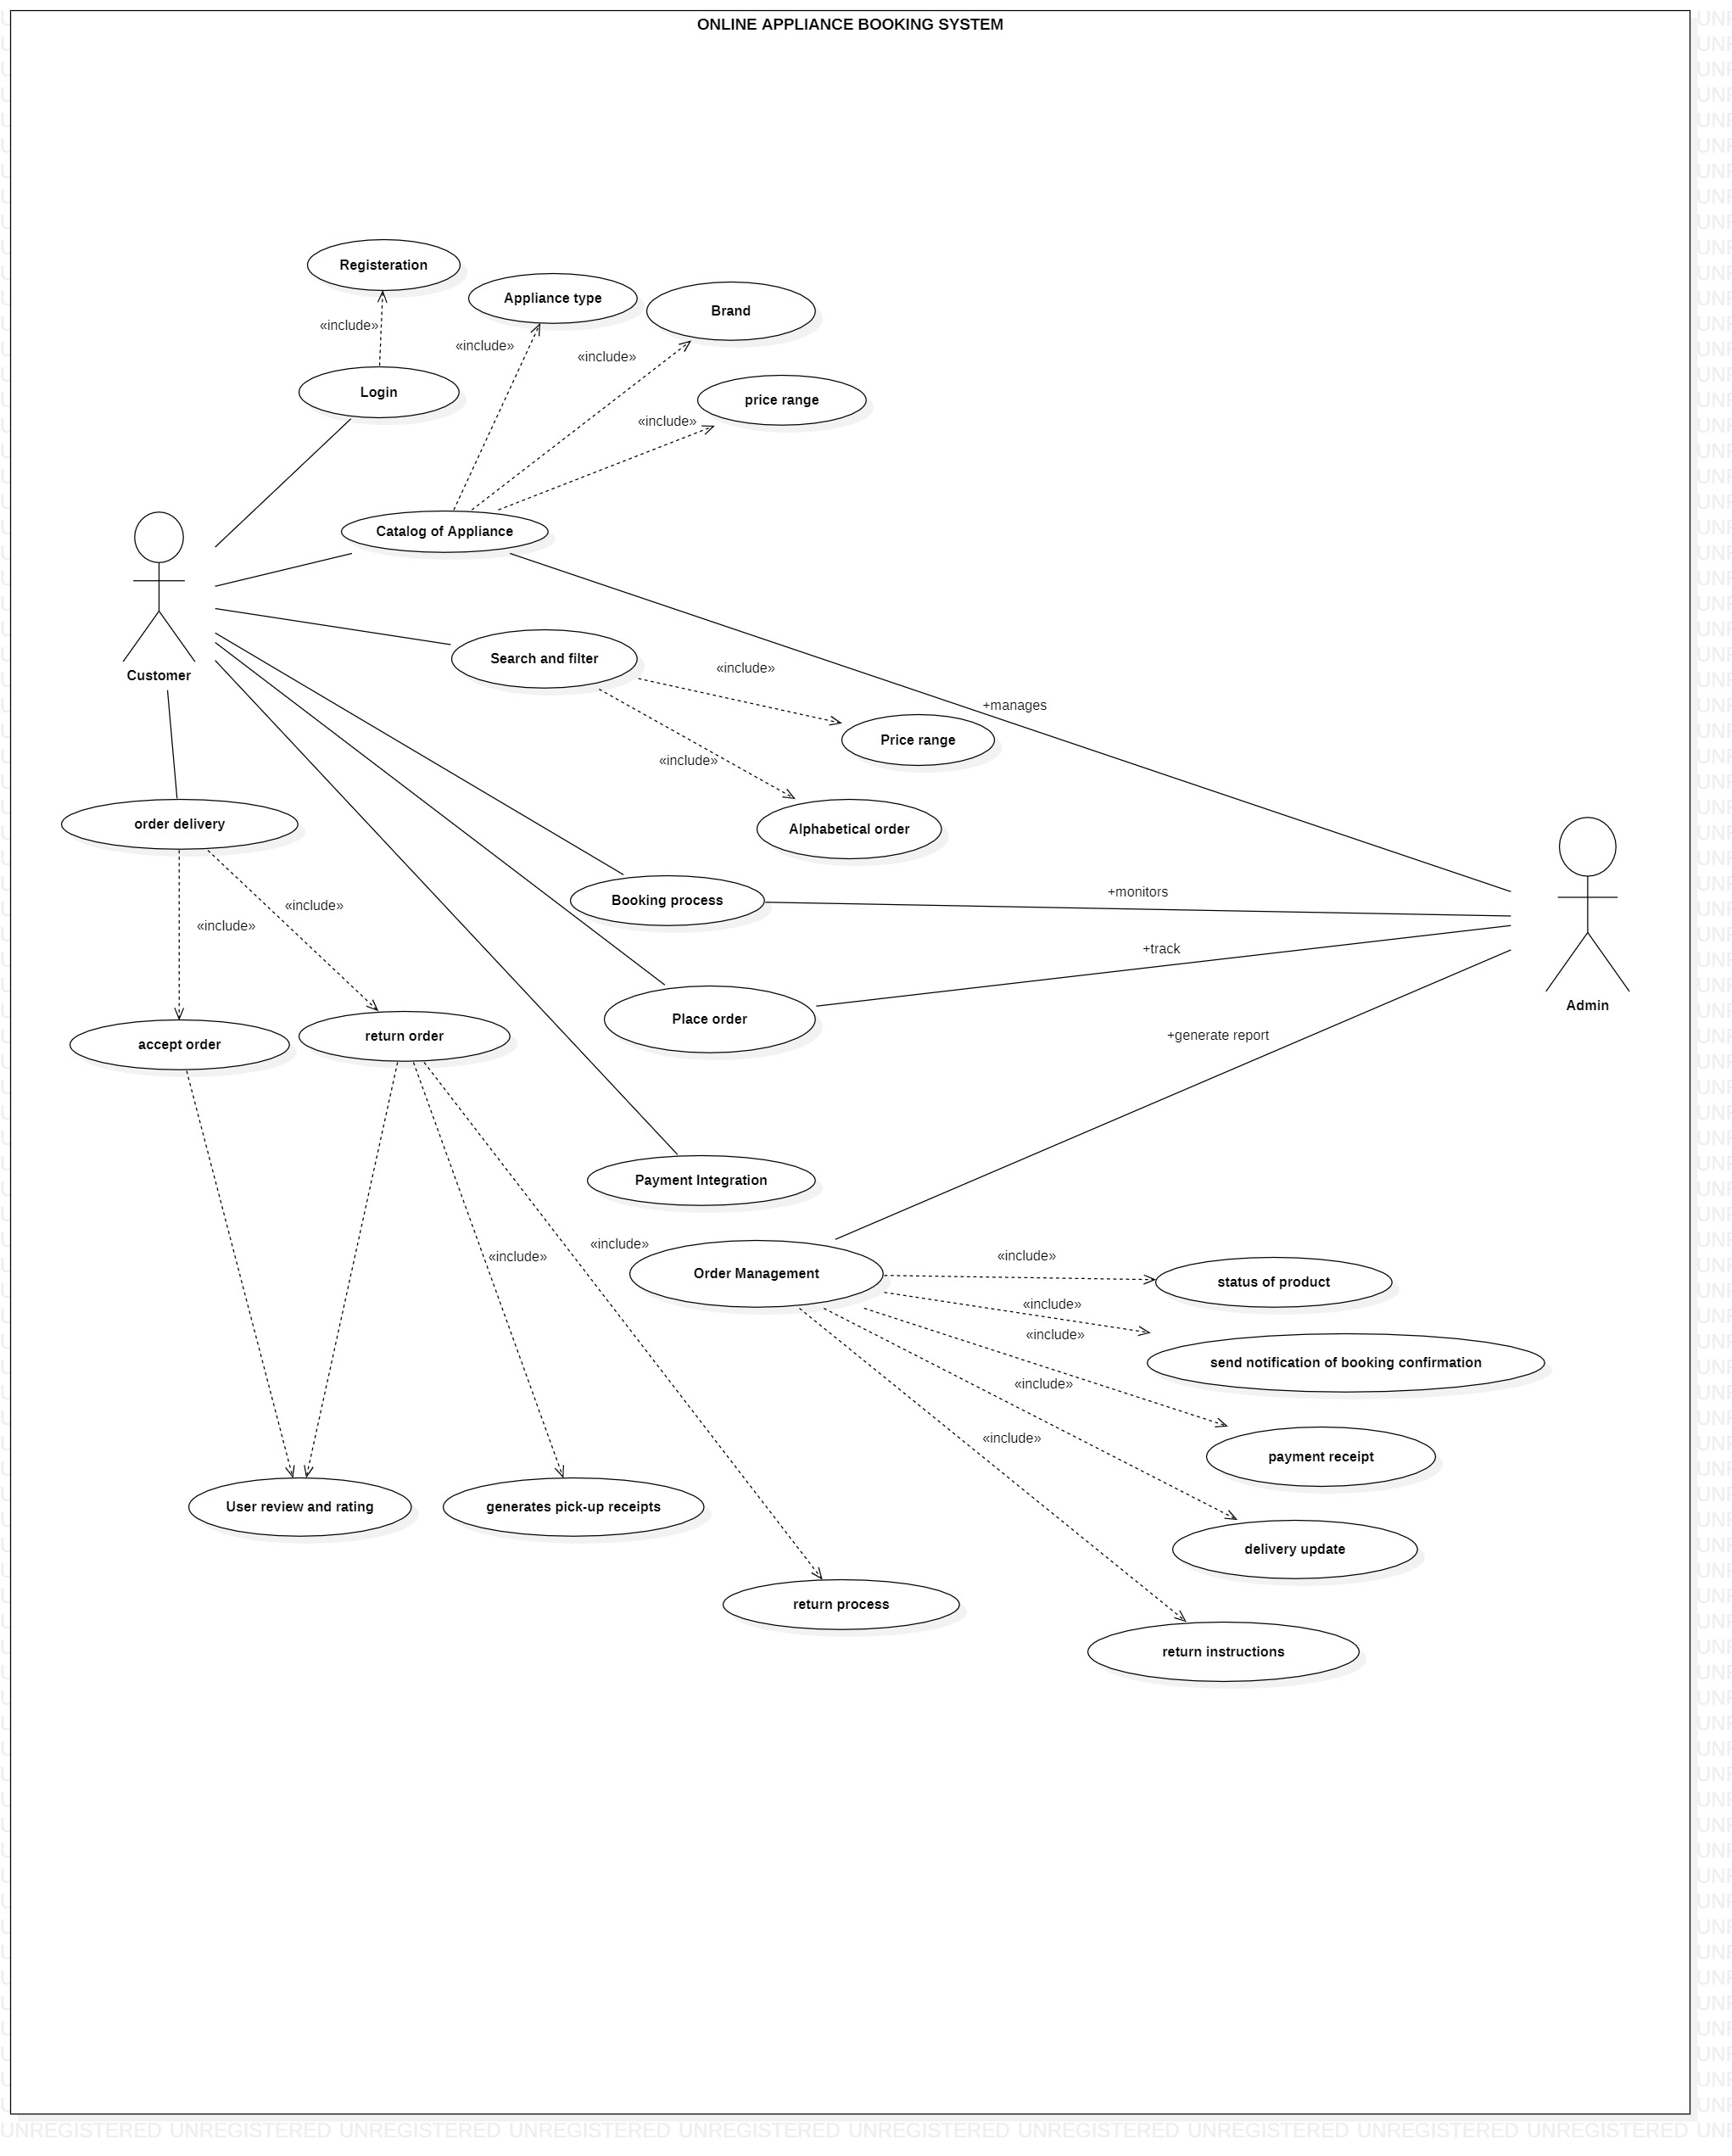 ONLINE APPLIANCE BOOKING SYSTEM
Registeration
Appliance type
Brand
«include»
«include»
«include»
Login
price range
«include»
Catalog of Appliance
Customer
Search and filter
«include»
+manages
Price range
«include»
order delivery
Alphabetical order
Booking process
+monitors
«include»
«include»
+track
Admin
accept order
return order
Place order
+generate report
Payment Integration
«include»
«include»
Order Management
«include»
status of product
«include»
«include»
send notification of booking confirmation
«include»
«include»
payment receipt
User review and rating
generates pick-up receipts
delivery update
return process
return instructions
UNREGISTERED UNREGISTERED UNREGISTERED UNREGISTERED UNREGISTERED UNREGISTERED UNREGISTERED UNREGISTERED UNREGISTERED UNREGISTERED